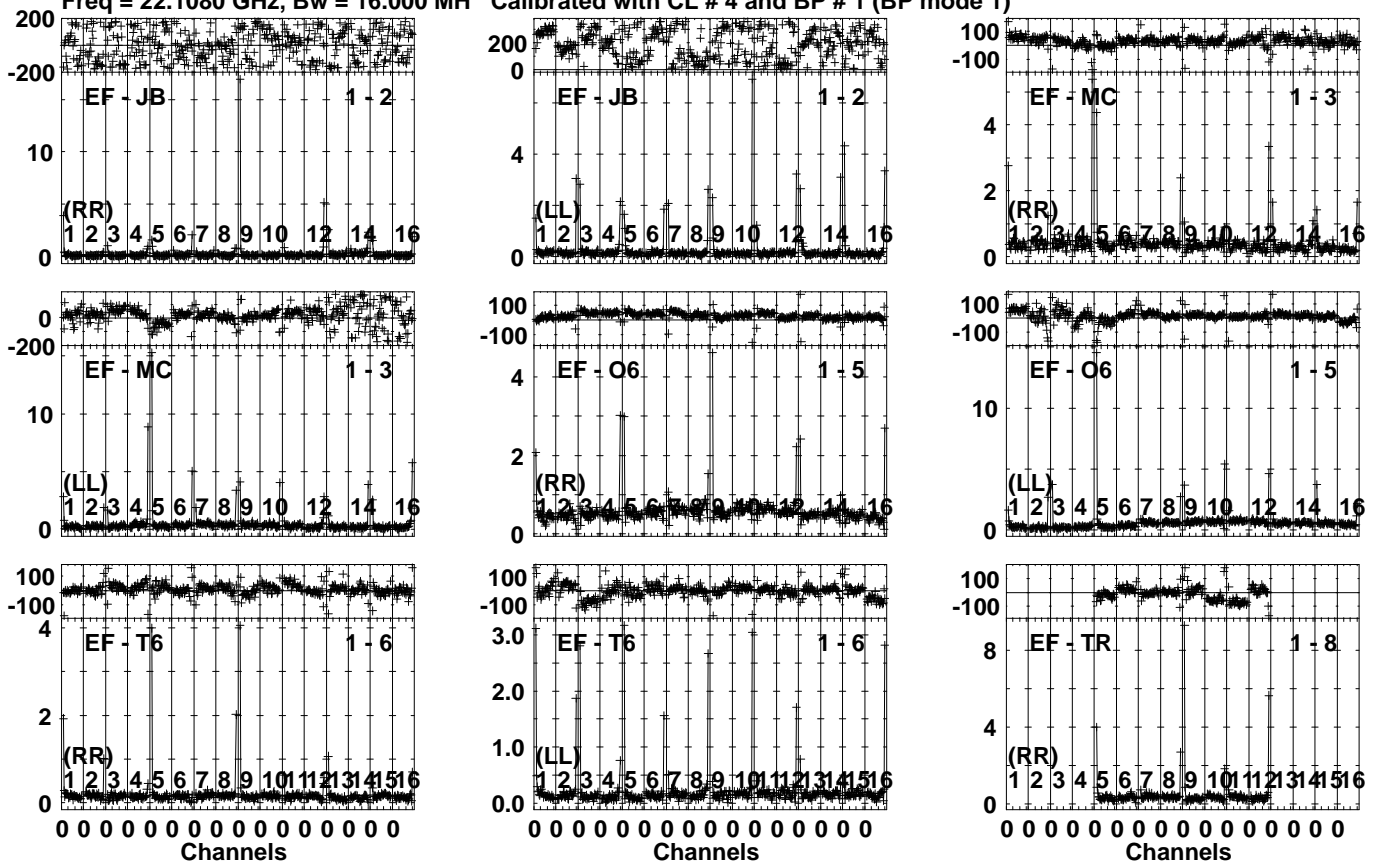 Freq = 22.1080 GHz, Bw = 16.000 MH Calibrated with CL # 4 and BP # 1 (BP mode 1)
200
-200
EF - JB 1 - 2
10
(RR)
1 2 3 4 5 6 7 8 9 10 12 14 16
0
200
0
EF - JB 1 - 2
4
(LL)
1 2 3 4 5 6 7 8 9 10 12 14 16
0
100
-100
EF - MC 1 - 3
4
2
(RR)
1 2 3 4 5 6 7 8 9 10 12 14 16
0
0
-200
EF - MC 1 - 3
10
(LL)
1 2 3 4 5 6 7 8 9 10 12 14 16
0
100
-100
EF - O6 1 - 5
4
2
(RR)
1 2 3 4 5 6 7 8 9 10 12 14 16
0
100
-100
EF - O6 1 - 5
10
(LL)
1 2 3 4 5 6 7 8 9 10 12 14 16
0
100
-100
EF - T6 1 - 6
4
2
(RR)
1 2 3 4 5 6 7 8 9 10 11 12 13 14 15 16
0
0 0 0 0 0 0 0 0 0 0 0 0 0 0 0 0
Channels
100
-100
EF - T6 1 - 6
3.0
2.0
1.0
(LL)
1 2 3 4 5 6 7 8 9 10 11 12 13 14 15 16
0.0
0 0 0 0 0 0 0 0 0 0 0 0 0 0 0 0
Channels
100
-100
EF - TR 1 - 8
8
4
(RR)
1 2 3 4 5 6 7 8 9 10 11 12 13 14 15 16
0
0 0 0 0 0 0 0 0 0 0 0 0 0 0 0 0
Channels